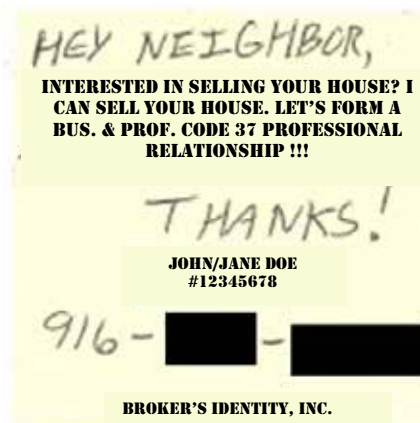 HEY NEIGHBOR,
INTERESTED IN SELLING YOUR HOUSE? I
CAN SELL YOUR HOUSE. LET'S FORM A
BUS. & PROF. CODE 37 PROFESSIONAL
RELATIONSHIP !!!
THANKS!
JOHN/JANE DOE
#12345678
916- -
BROKER'S IDENTITY, INC.